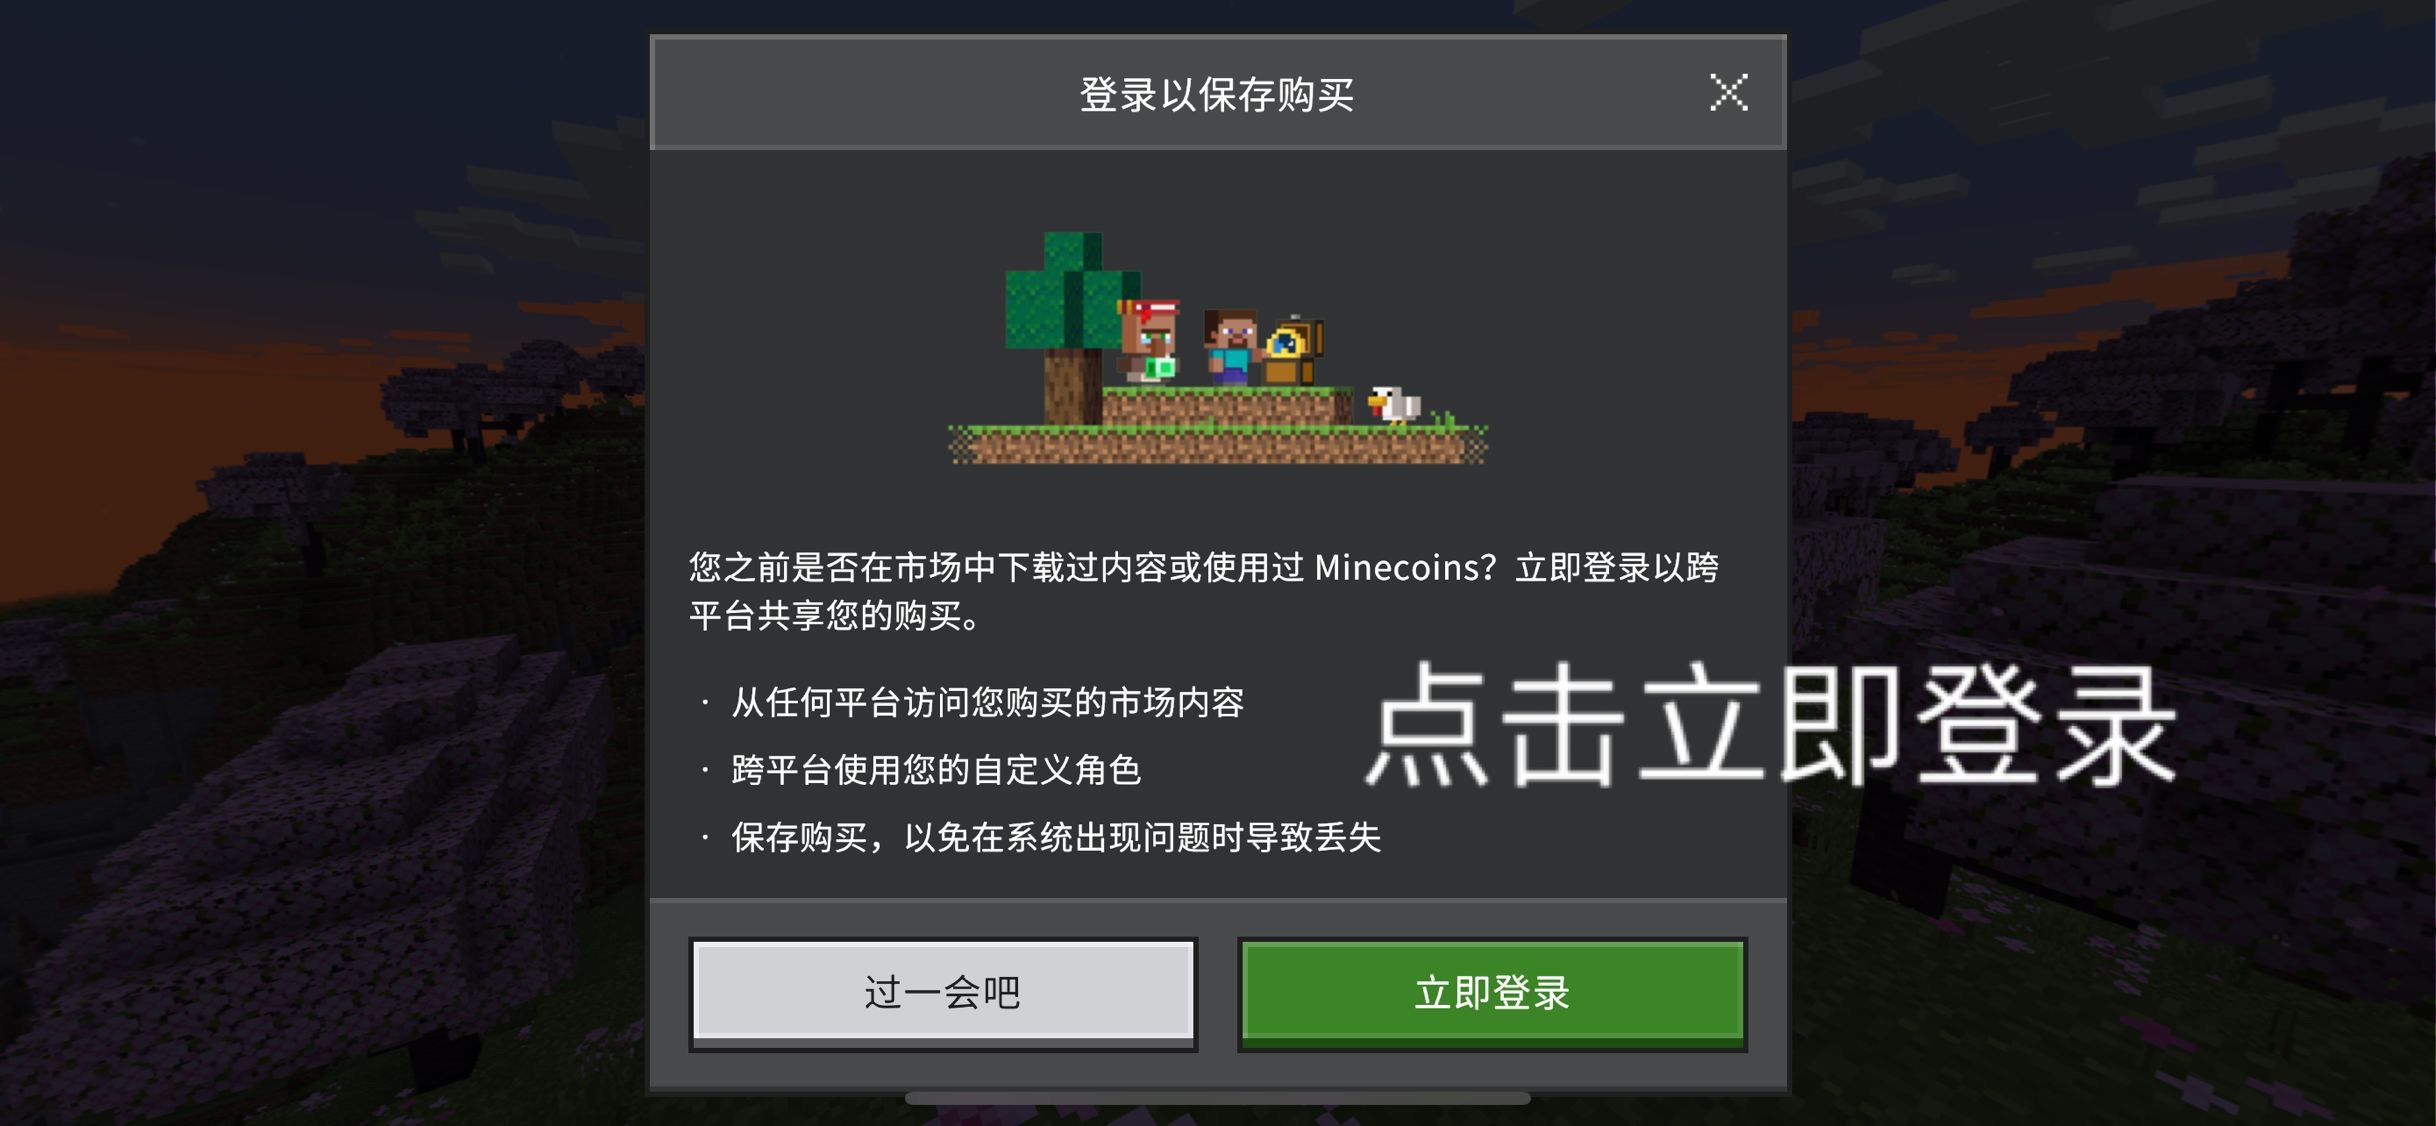 登录以保存购买
您之前是否在市场中下载过内容或使用过 Minecoins？立即登录以跨
平台共享您的购买。
· 从任何平台访问您购买的市场内容
点击立即登录
· 跨平台使用您的自定义角色
· 保存购买，以免在系统出现问题时导致丢失
过一会吧
立即登录